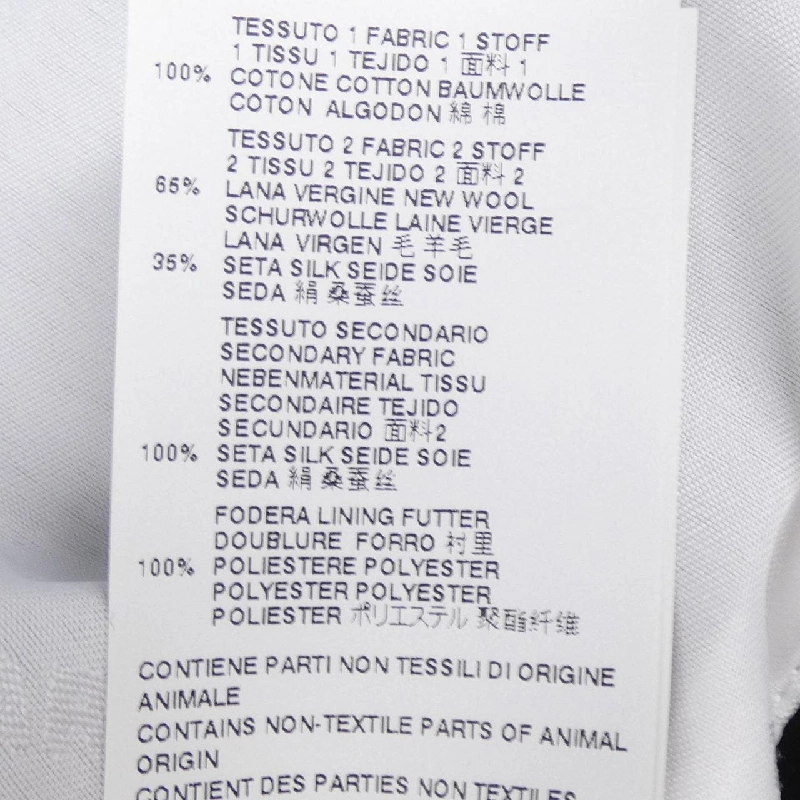 TESSUTO 1 FABRIC 1 STOFF
1 TISSU 1 TEJIDO 1 面料 1
100% COTONE COTTON BAUMWOLLE
COTON ALGODON 綿 棉
TESSUTO 2 FABRIC 2 STOFF
2 TISSU 2 TEJIDO 2 面料 2
65% LANA VERGINE NEW WOOL
SCHURWOLLE LAINE VIERGE
LANA VIRGEN 毛 羊毛
35% SETA SILK SEIDE SOIE
SEDA 絹 桑蚕丝
TESSUTO SECONDARIO
SECONDARY FABRIC
NEBENMATERIAL TISSU
SECONDAIRE TEJIDO
SECUNDARIO 面料2
100% SETA SILK SEIDE SOIE
SEDA 絹 桑蚕丝
FODERA LINING FUTTER
DOUBLURE FORRO 衬里
100% POLIESTERE POLYESTER
POLYESTER POLYESTER
POLIESTER ポリエステル 聚酯纤维
CONTIENE PARTI NON TESSILI DI ORIGINE
ANIMALE
CONTAINS NON-TEXTILE PARTS OF ANIMAL
ORIGIN
CONTIENT DES PARTIES NON TEXTILES